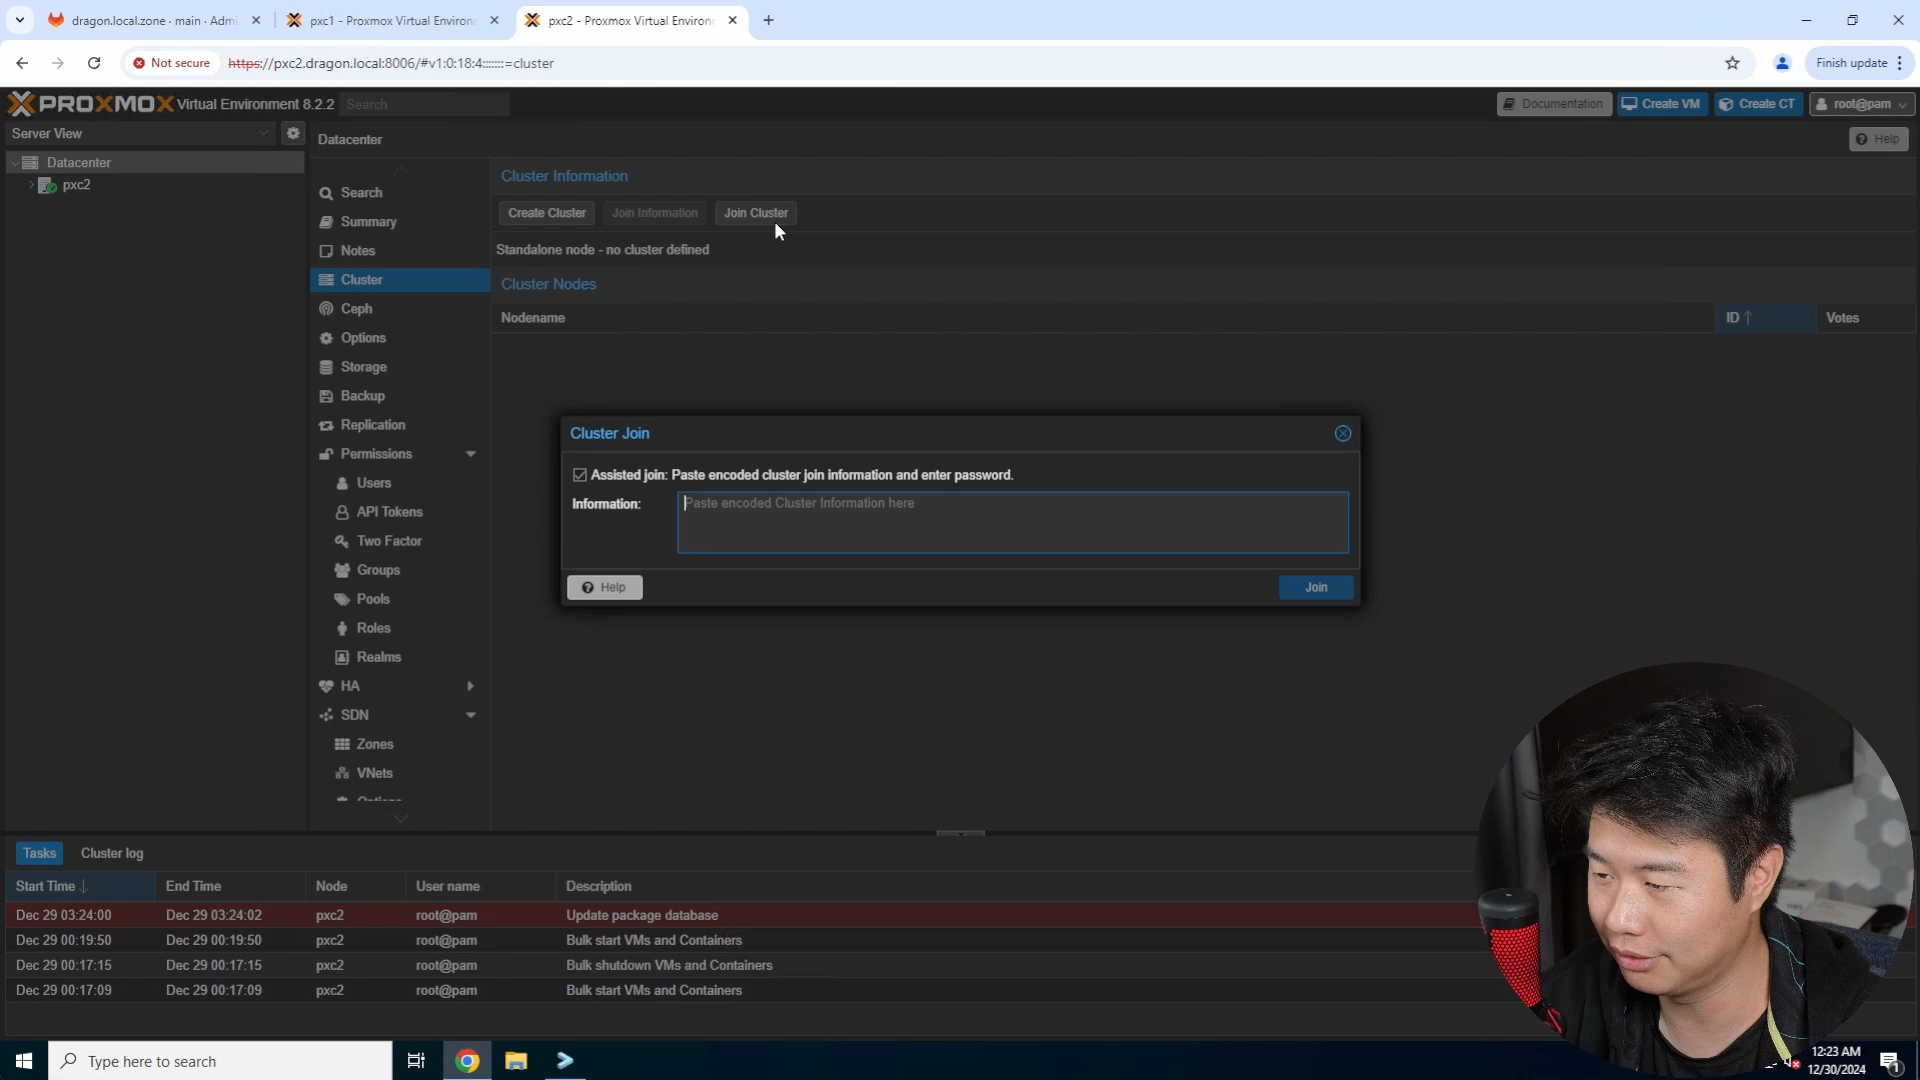 dragon.local.zone - main - Admi
pxc1 - Proxmox Virtual Environ
pxc2 - Proxmox Virtual Environ
Not secure
https://pxc2.dragon.local:8006/#v1:0:18:4:::::::=cluster
Finish update
PROXMOX Virtual Environment 8.2.2
Search
Documentation
Create VM
Create CT
root@pam
Server View
Datacenter
Help
Datacenter
pxc2
Search
Summary
Notes
Cluster
Ceph
Options
Storage
Backup
Replication
Permissions
Users
API Tokens
Two Factor
Groups
Pools
Roles
Realms
HA
SDN
Zones
VNets
Options
Cluster Information
Create Cluster
Join Information
Join Cluster
Standalone node - no cluster defined
Cluster Nodes
Nodename
ID
Votes
Cluster Join
Assisted join: Paste encoded cluster join information and enter password.
Information:
Paste encoded Cluster Information here
Help
Join
Tasks
Cluster log
Start Time
End Time
Node
User name
Description
Dec 29 03:24:00
Dec 29 03:24:02
pxc2
root@pam
Update package database
Dec 29 00:19:50
Dec 29 00:19:50
pxc2
root@pam
Bulk start VMs and Containers
Dec 29 00:17:15
Dec 29 00:17:15
pxc2
root@pam
Bulk shutdown VMs and Containers
Dec 29 00:17:09
Dec 29 00:17:09
pxc2
root@pam
Bulk start VMs and Containers
Type here to search
12:23 AM
12/30/2024
1